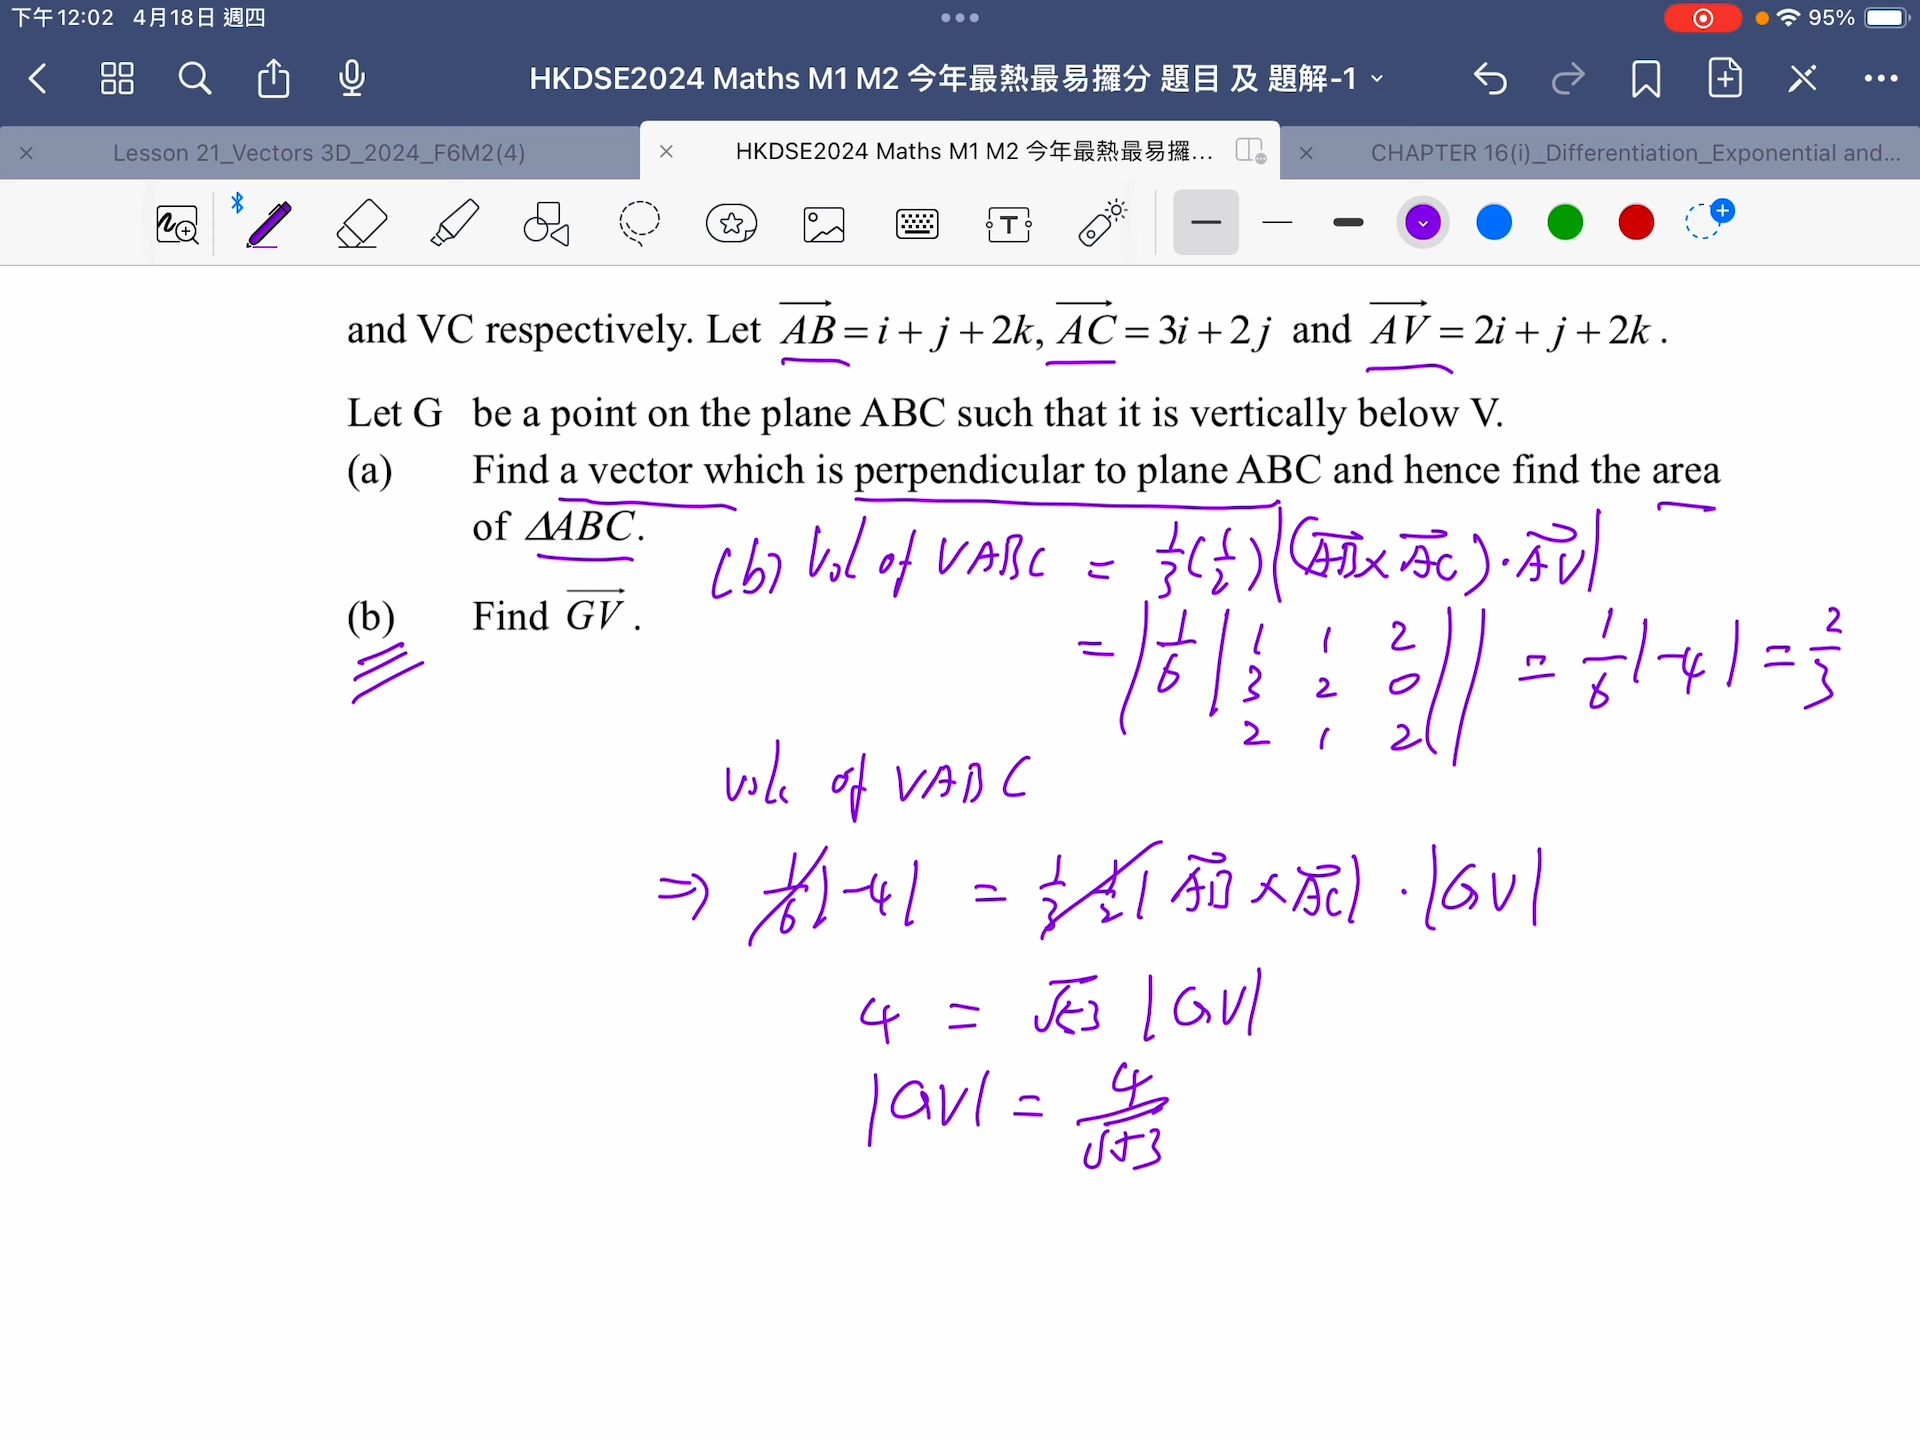 下午12:02 4月18日 週四
95%
HKDSE2024 Maths M1 M2 今年最熱最易攞分 題目 及 題解-1
Lesson 21_Vectors 3D_2024_F6M2(4)
HKDSE2024 Maths M1 M2 今年最熱最易攞...
CHAPTER 16(i)_Differentiation_Exponential and...
and VC respectively. Let AB = i + j + 2k, AC = 3i + 2j and AV = 2i + j + 2k .
Let G be a point on the plane ABC such that it is vertically below V.
(a) Find a vector which is perpendicular to plane ABC and hence find the area
of ΔABC.
(b) Vol of VABC = 1/3 (1/2) |(AB × AC) · AV|
(b) Find GV .
= |1/6 |1 1 2
3 2 0
2 1 2|| = 1/6 |-4| = 2/3
vol. of VABC
⇒ 1/6 |-4| = 1/3 1/2 |AB × AC| · |GV|
4 = √53 |GV|
|GV| = 4/√53